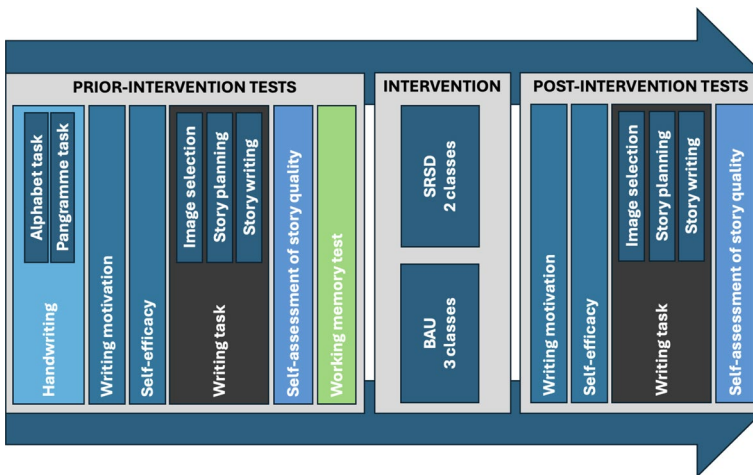 PRIOR-INTERVENTION TESTS
Handwriting
Alphabet task
Pangramme task
Writing motivation
Self-efficacy
Writing task
Image selection
Story planning
Story writing
Self-assessment of story quality
Working memory test
INTERVENTION
SRSD
2 classes
BAU
3 classes
POST-INTERVENTION TESTS
Writing motivation
Self-efficacy
Writing task
Image selection
Story planning
Story writing
Self-assessment of story quality